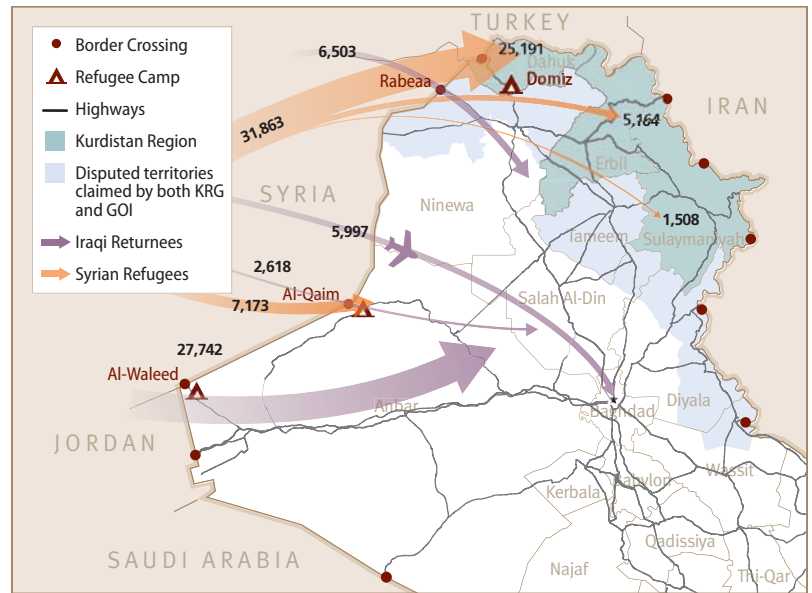 TURKEY
Border Crossing
Refugee Camp
Highways
Kurdistan Region
Disputed territories
claimed by both KRG
and GOI
Iraqi Returnees
Syrian Refugees
6,503
25,191
Dahuk
Rabeaa
Domiz
IRAN
31,863
5,164
Erbil
SYRIA
Ninewa
1,508
5,997
Tameem
Sulaymaniyah
2,618
Al-Qaim
7,173
Salah Al-Din
27,742
Al-Waleed
Anbar
Baghdad
Diyala
JORDAN
Wassit
Babylon
Kerbala
Qadissiya
SAUDI ARABIA
Najaf
Thi-Qar